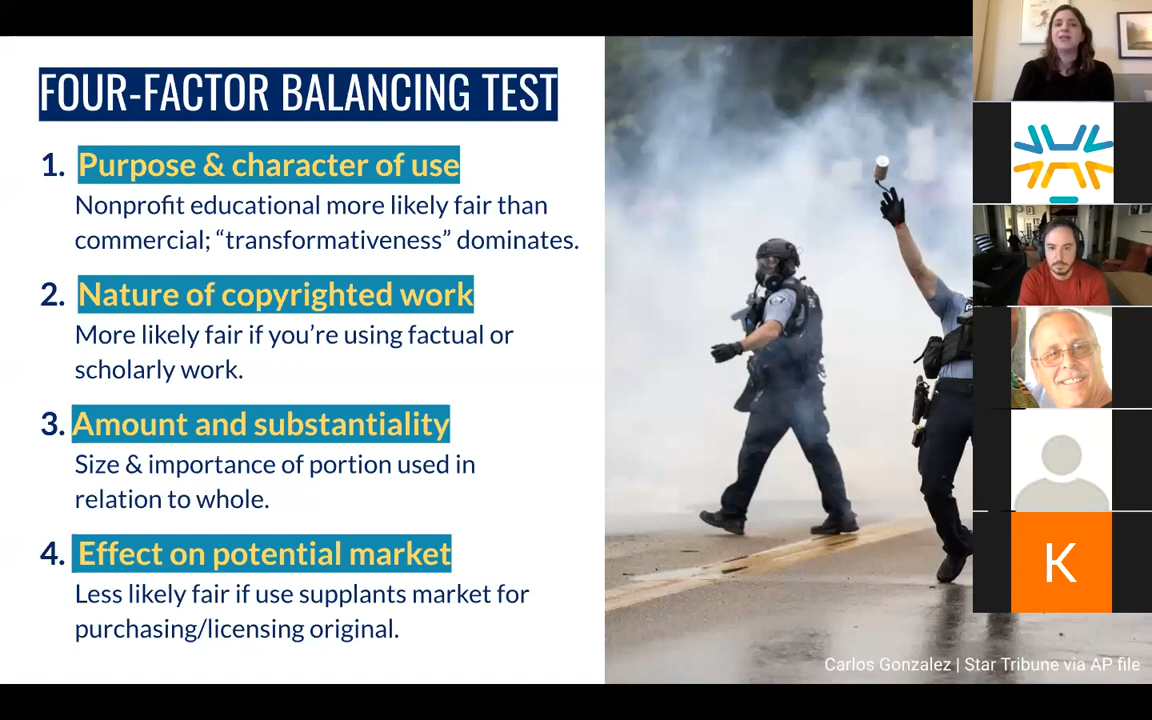 FOUR-FACTOR BALANCING TEST
1. Purpose & character of use
Nonprofit educational more likely fair than
commercial; “transformativeness” dominates.
2. Nature of copyrighted work
More likely fair if you’re using factual or
scholarly work.
3. Amount and substantiality
Size & importance of portion used in
relation to whole.
4. Effect on potential market
Less likely fair if use supplants market for
purchasing/licensing original.
K
Carlos Gonzalez | Star Tribune via AP file